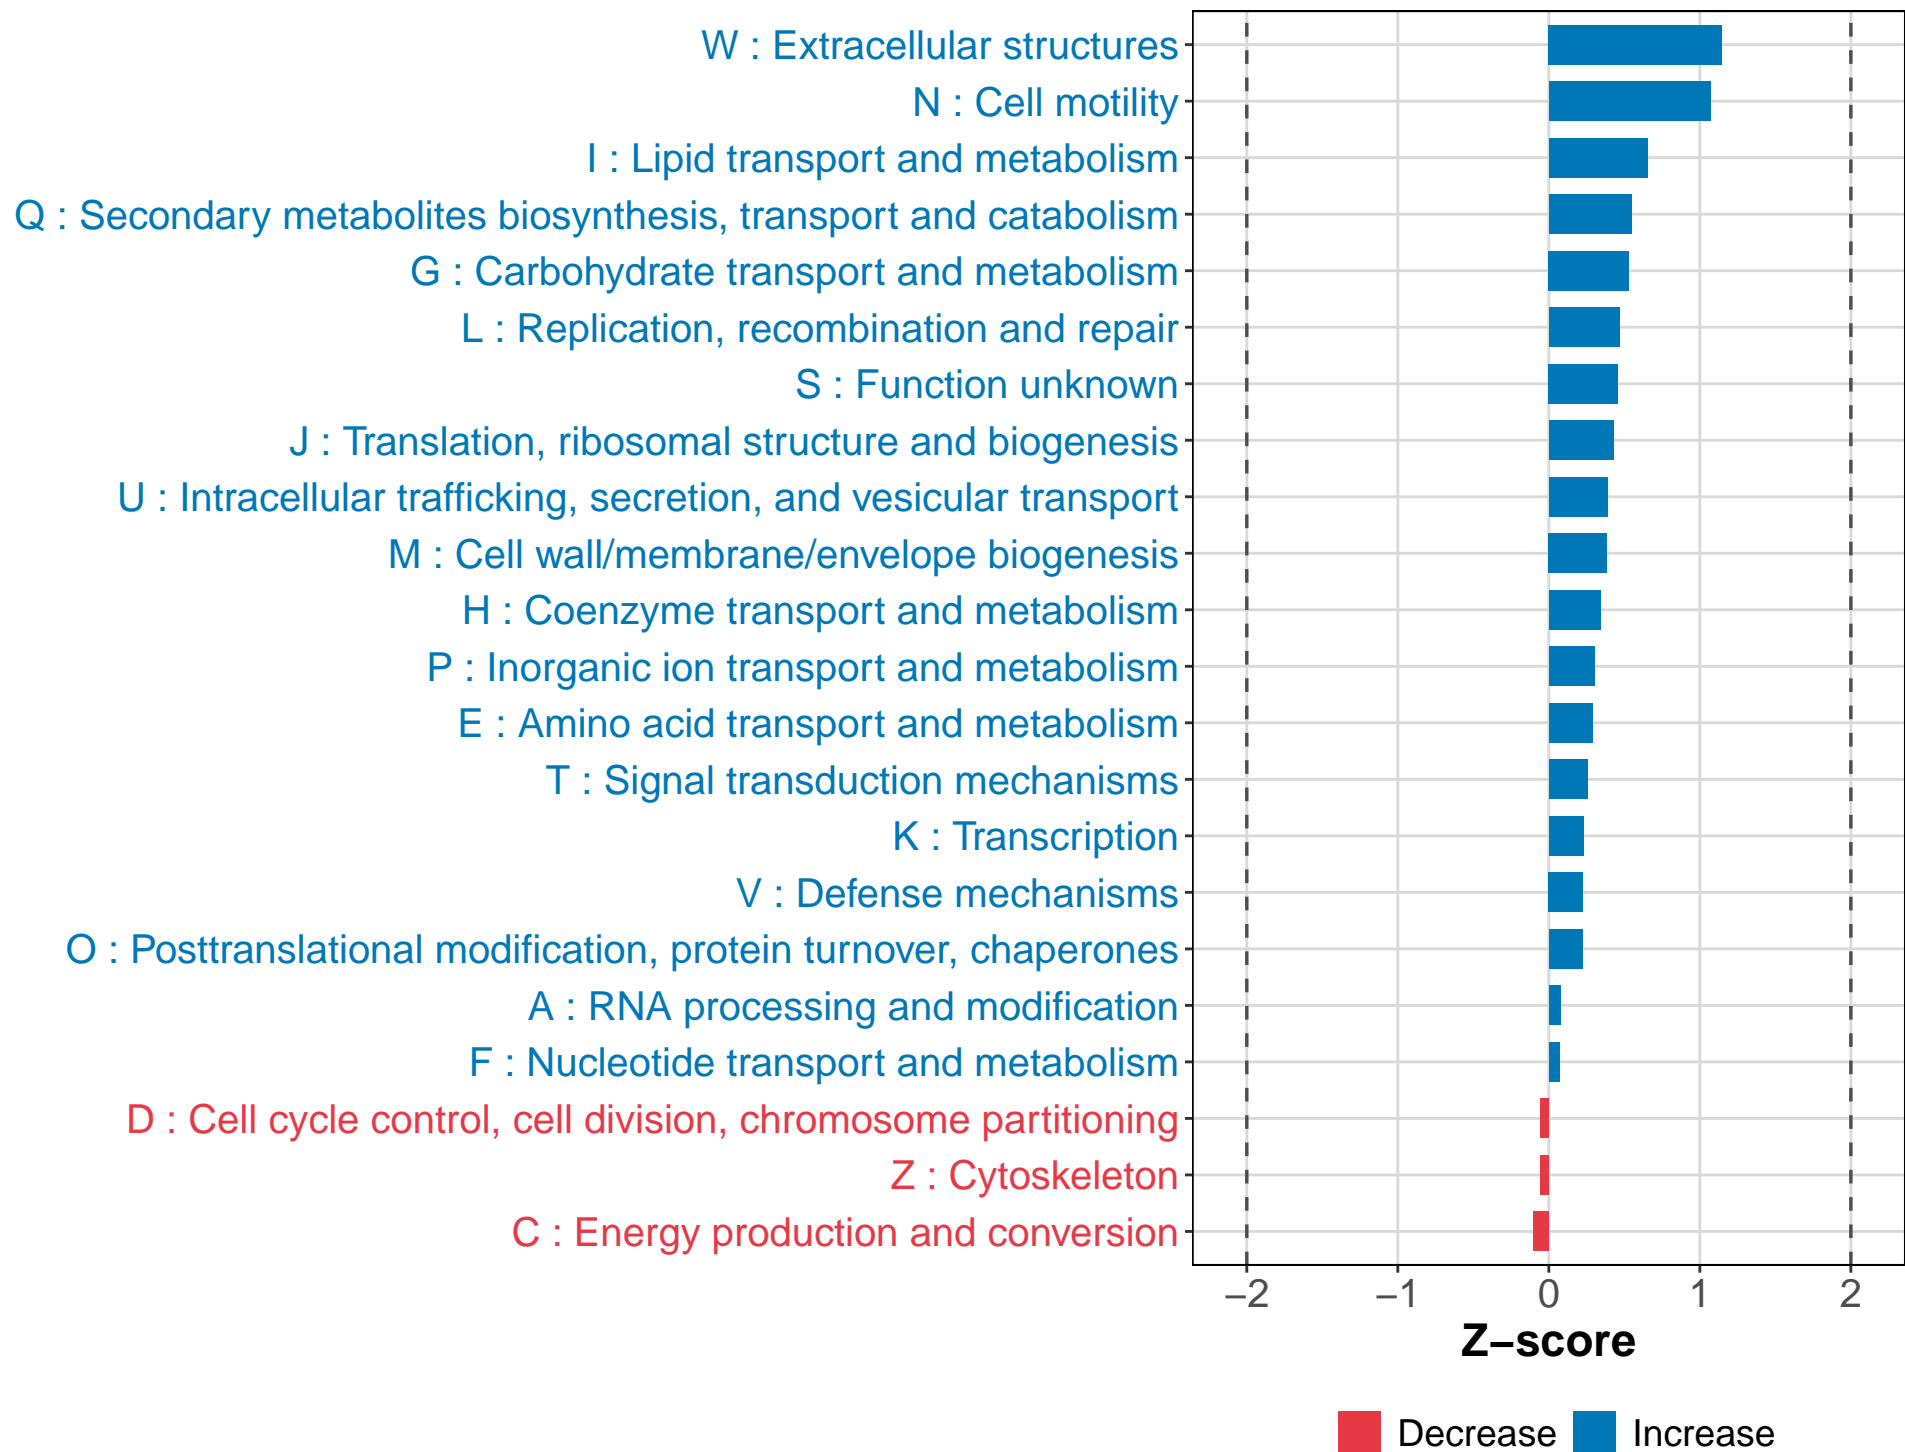 W : Extracellular structures
N : Cell motility
I : Lipid transport and metabolism
Q : Secondary metabolites biosynthesis, transport and catabolism
G : Carbohydrate transport and metabolism
L : Replication, recombination and repair
S : Function unknown
J : Translation, ribosomal structure and biogenesis
U : Intracellular trafficking, secretion, and vesicular transport
M : Cell wall/membrane/envelope biogenesis
H : Coenzyme transport and metabolism
P : Inorganic ion transport and metabolism
E : Amino acid transport and metabolism
T : Signal transduction mechanisms
K : Transcription
V : Defense mechanisms
O : Posttranslational modification, protein turnover, chaperones
A : RNA processing and modification
F : Nucleotide transport and metabolism
D : Cell cycle control, cell division, chromosome partitioning
Z : Cytoskeleton
C : Energy production and conversion
−2 −1 0 1 2
Z−score
Decrease Increase